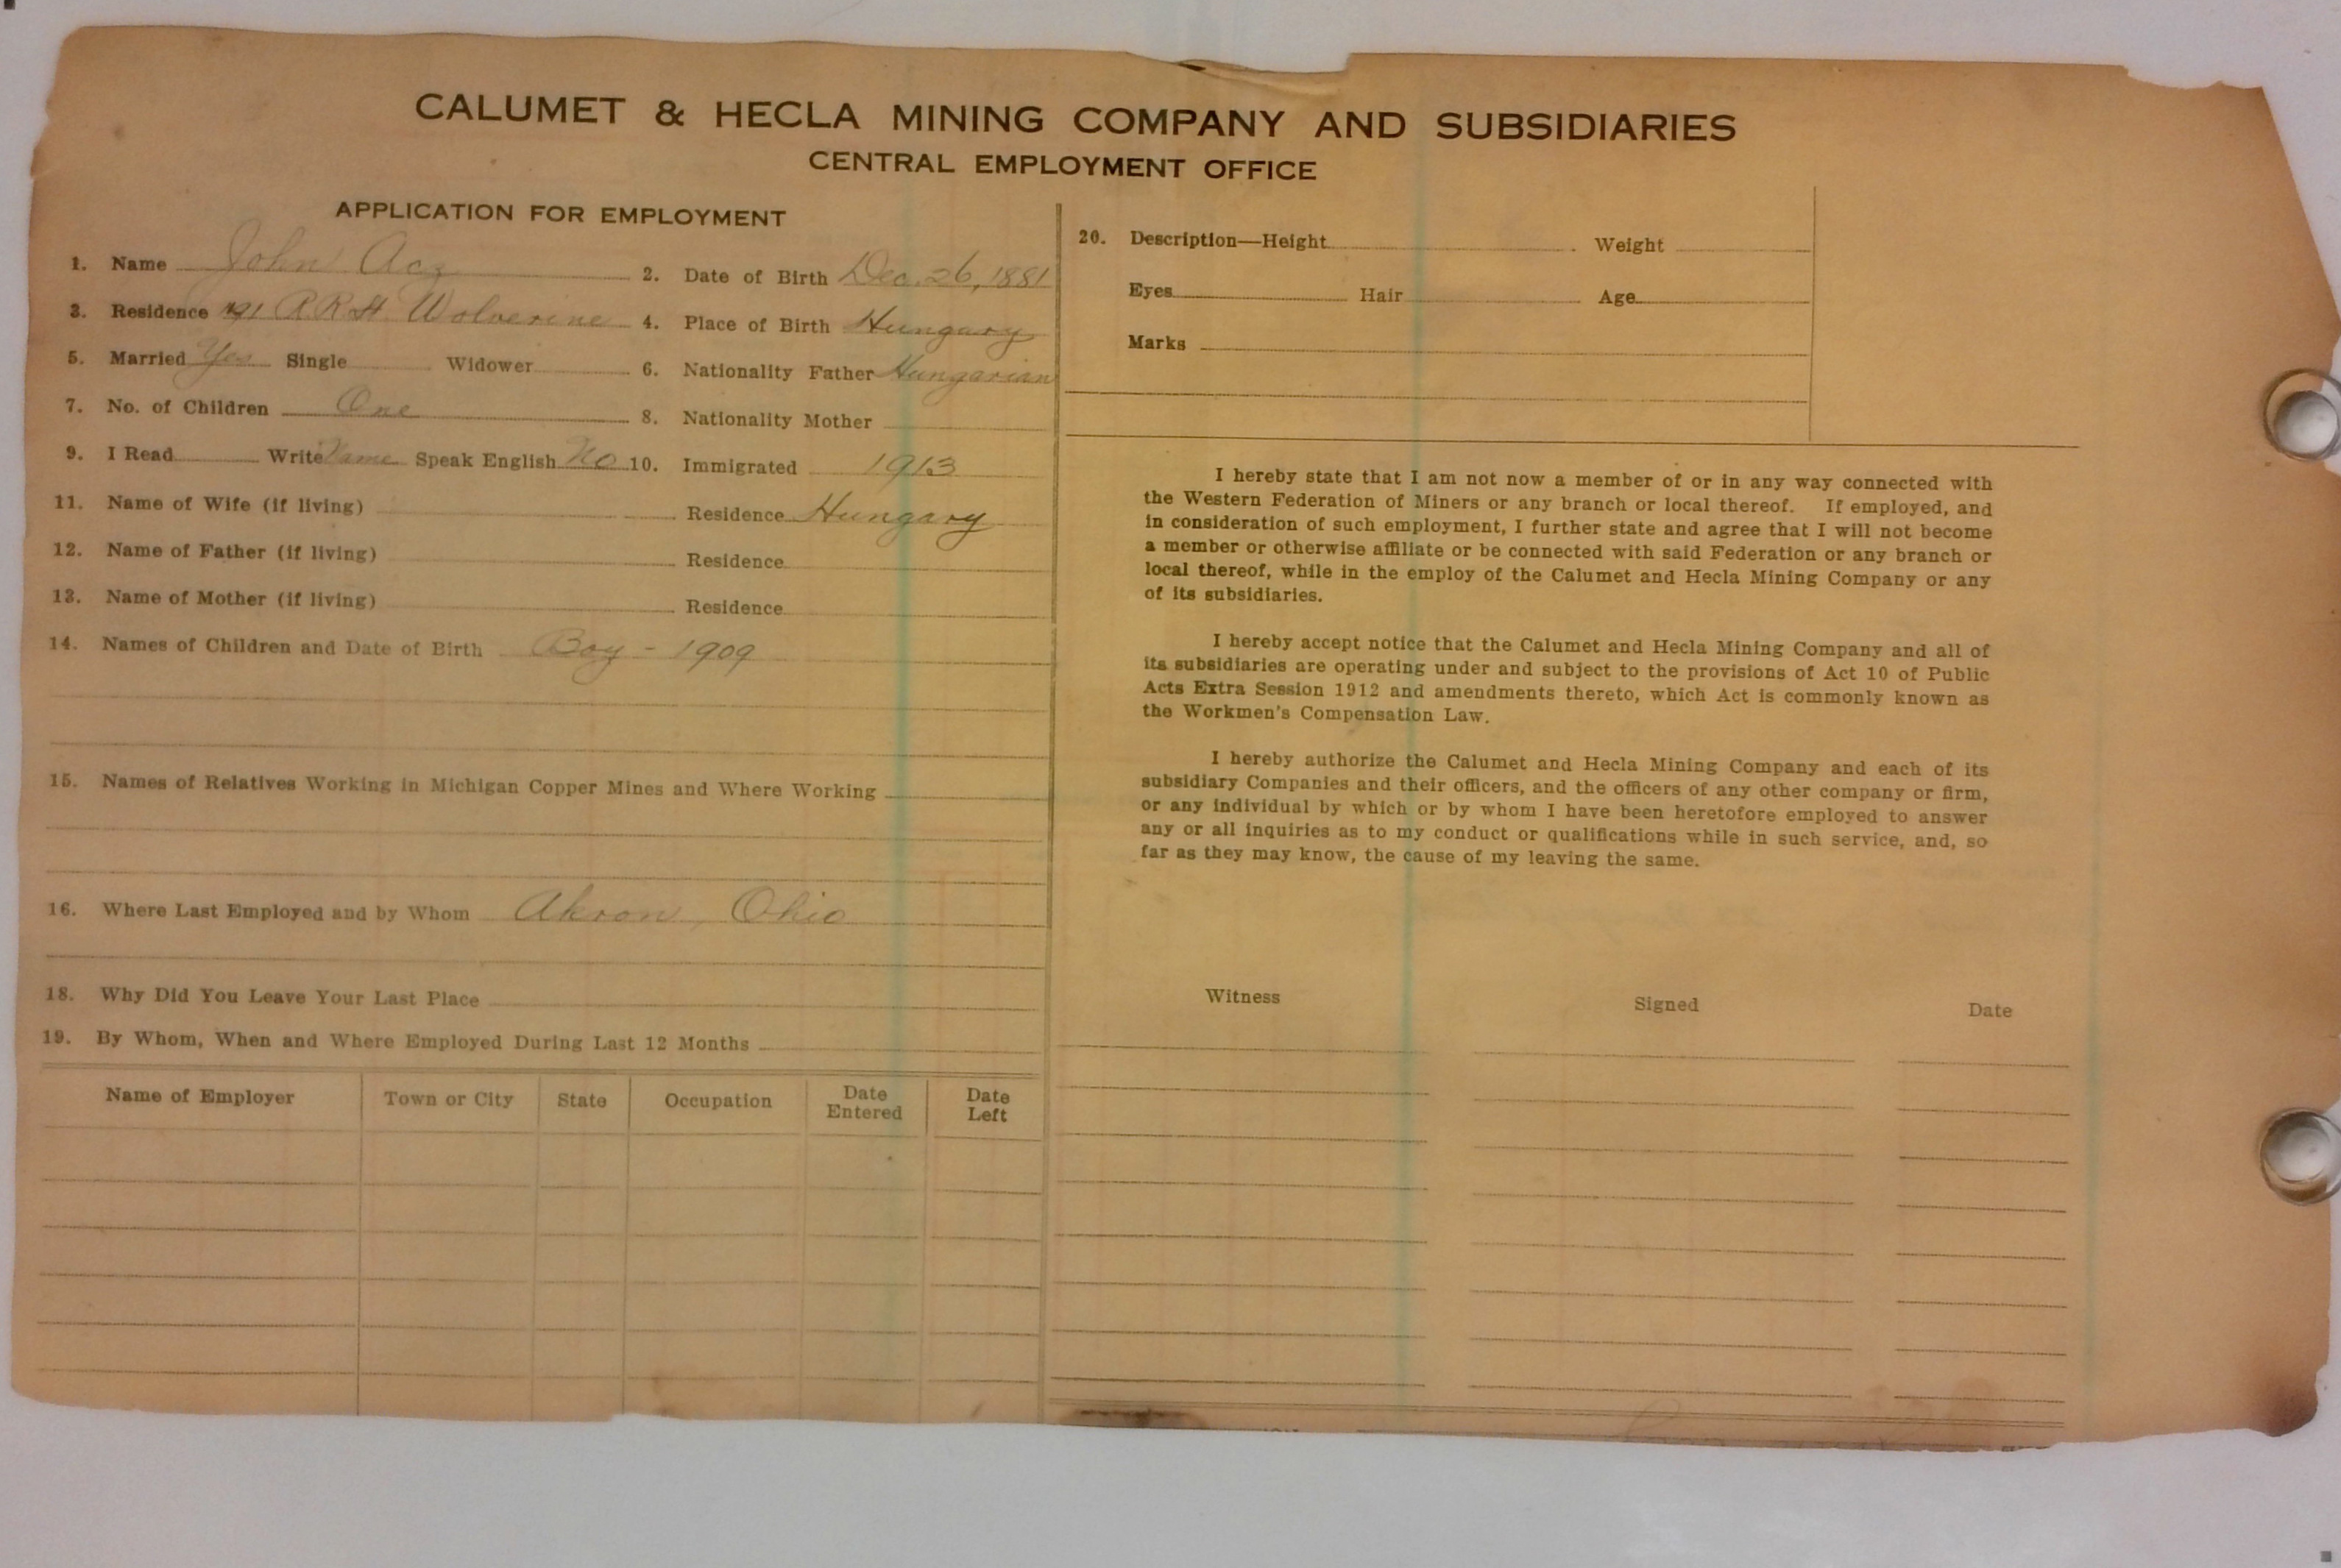 CALUMET & HECLA MINING COMPANY AND SUBSIDIARIES
CENTRAL EMPLOYMENT OFFICE
APPLICATION FOR EMPLOYMENT
1. Name John Acz 2. Date of Birth Dec. 26, 1881
3. Residence 191 R R St. Wolverine 4. Place of Birth Hungary
5. Married Yes Single Widower 6. Nationality Father Hungarian
7. No. of Children One 8. Nationality Mother
9. I Read Write Name Speak English No 10. Immigrated 1913
11. Name of Wife (if living) Residence Hungary
12. Name of Father (if living) Residence
13. Name of Mother (if living) Residence
14. Names of Children and Date of Birth Boy - 1909
15. Names of Relatives Working in Michigan Copper Mines and Where Working
16. Where Last Employed and by Whom Akron, Ohio
18. Why Did You Leave Your Last Place
19. By Whom, When and Where Employed During Last 12 Months
Name of Employer Town or City State Occupation Date Entered Date Left
20. Description—Height Weight
Eyes Hair Age
Marks
I hereby state that I am not now a member of or in any way connected with
the Western Federation of Miners or any branch or local thereof. If employed, and
in consideration of such employment, I further state and agree that I will not become
a member or otherwise affiliate or be connected with said Federation or any branch or
local thereof, while in the employ of the Calumet and Hecla Mining Company or any
of its subsidiaries.
I hereby accept notice that the Calumet and Hecla Mining Company and all of
its subsidiaries are operating under and subject to the provisions of Act 10 of Public
Acts Extra Session 1912 and amendments thereto, which Act is commonly known as
the Workmen's Compensation Law.
I hereby authorize the Calumet and Hecla Mining Company and each of its
subsidiary Companies and their officers, and the officers of any other company or firm,
or any individual by which or by whom I have been heretofore employed to answer
any or all inquiries as to my conduct or qualifications while in such service, and, so
far as they may know, the cause of my leaving the same.
Witness Signed Date